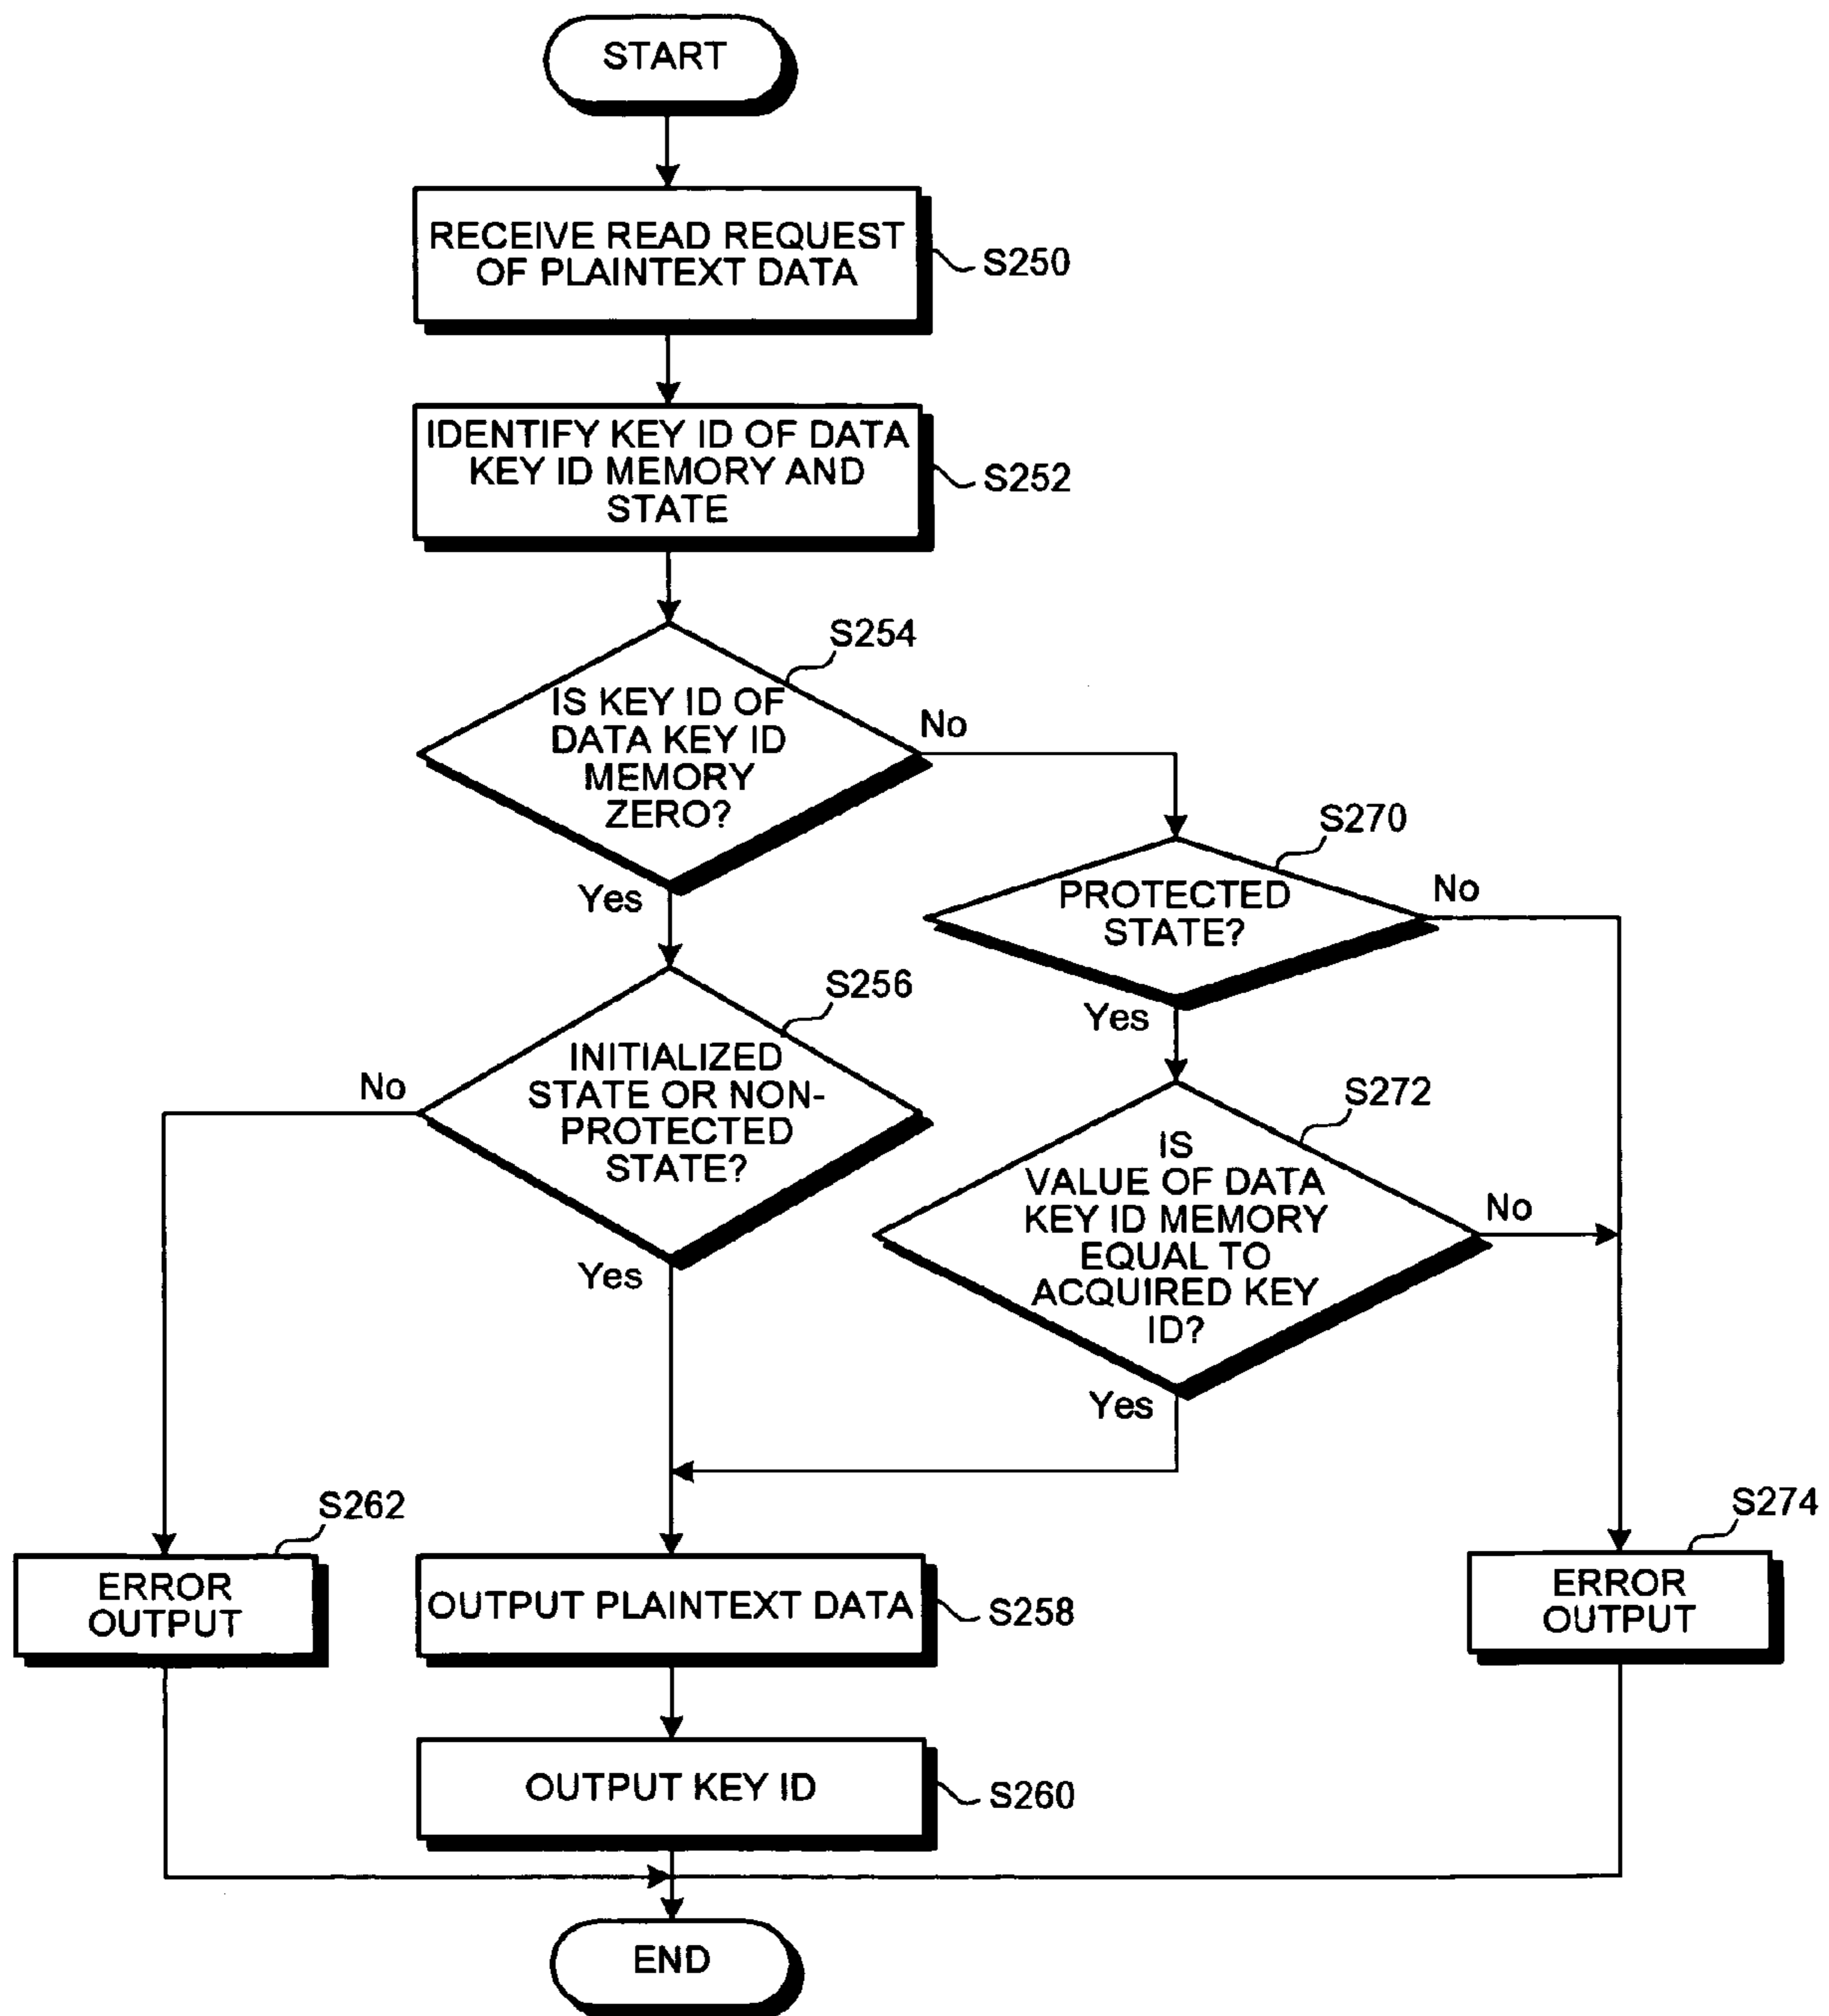 START
RECEIVE READ REQUEST
OF PLAINTEXT DATA
S250
IDENTIFY KEY ID OF DATA
KEY ID MEMORY AND
STATE
S252
S254
IS KEY ID OF
DATA KEY ID
MEMORY
ZERO?
No
Yes
S270
PROTECTED
STATE?
No
Yes
S256
INITIALIZED
STATE OR NON-
PROTECTED
STATE?
No
Yes
S272
IS
VALUE OF DATA
KEY ID MEMORY
EQUAL TO
ACQUIRED KEY
ID?
No
Yes
S262
ERROR
OUTPUT
OUTPUT PLAINTEXT DATA
S258
S274
ERROR
OUTPUT
OUTPUT KEY ID
S260
END